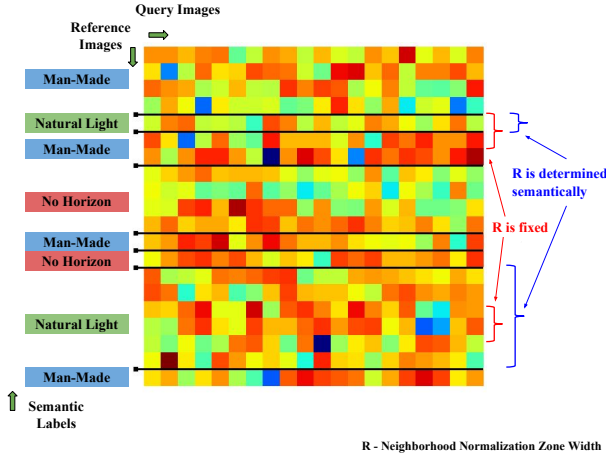 Query Images
Reference
Images
Man-Made
Natural Light
Man-Made
No Horizon
Man-Made
No Horizon
Natural Light
Man-Made
R is determined
semantically
R is fixed
Semantic
Labels
R - Neighborhood Normalization Zone Width